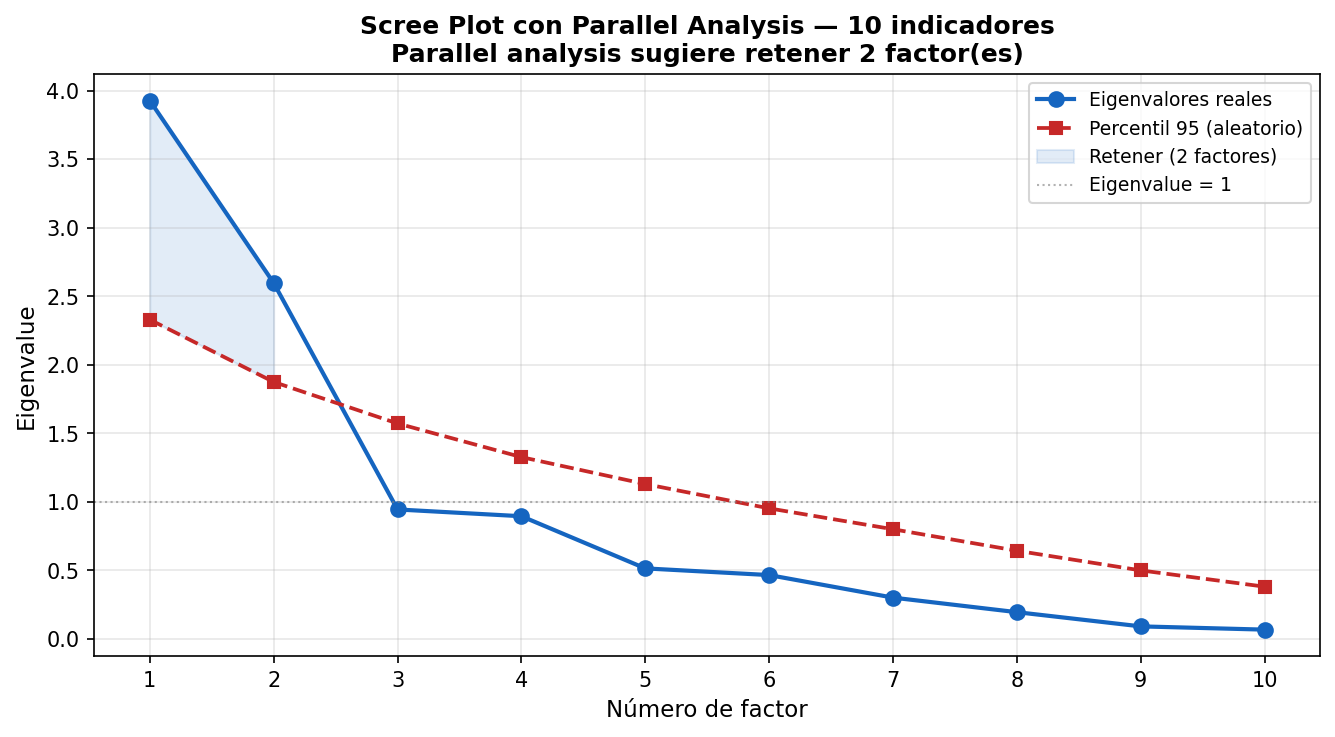 Scree Plot con Parallel Analysis — 10 indicadores
Parallel analysis sugiere retener 2 factor(es)
Eigenvalue
4.0
3.5
3.0
2.5
2.0
1.5
1.0
0.5
0.0
Eigenvalores reales
Percentil 95 (aleatorio)
Retener (2 factores)
Eigenvalue = 1
1 2 3 4 5 6 7 8 9 10
Número de factor